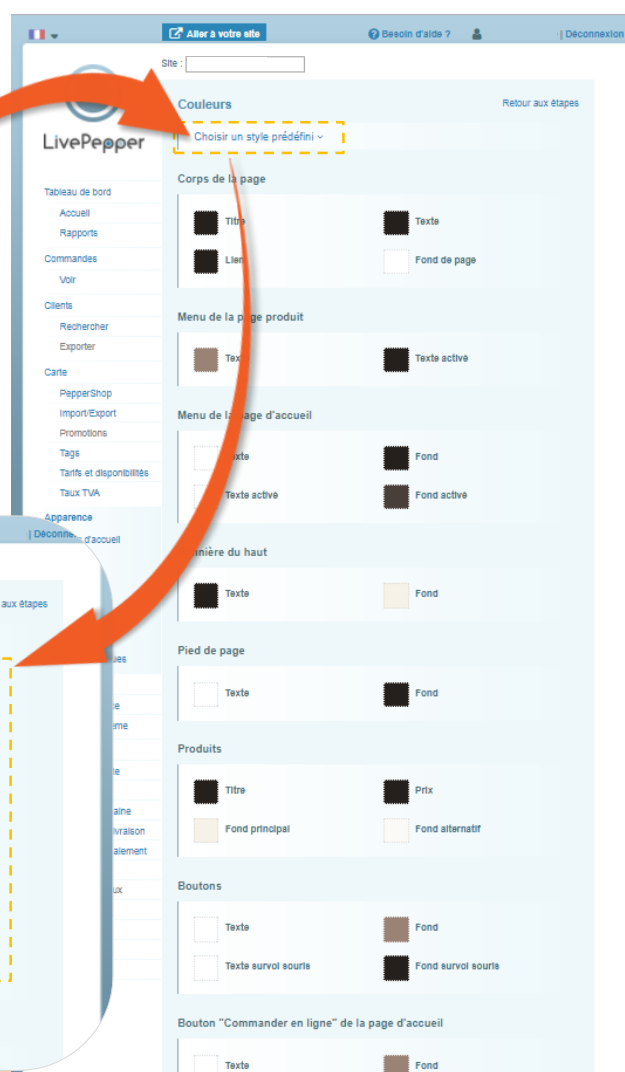 Aller à votre site
Besoin d'aide ?
| Déconnexion
Site :
LivePepper
Tableau de bord
Accueil
Rapports
Commandes
Voir
Clients
Rechercher
Exporter
Carte
PepperShop
Import/Export
Promotions
Tags
Tarifs et disponibilités
Taux TVA
Apparence
d'accueil
Couleurs
Retour aux étapes
Choisir un style prédéfini
Corps de la page
Titre
Texte
Lien
Fond de page
Menu de la page produit
Texte
Texte activé
Menu de la page d'accueil
Texte
Fond
Texte activé
Fond activé
nière du haut
Texte
Fond
Pied de page
Texte
Fond
Produits
Titre
Prix
Fond principal
Fond alternatif
Boutons
Texte
Fond
Texte survol souris
Fond survol souris
Bouton "Commander en ligne" de la page d'accueil
Texte
Fond
| Déconne
aux étapes